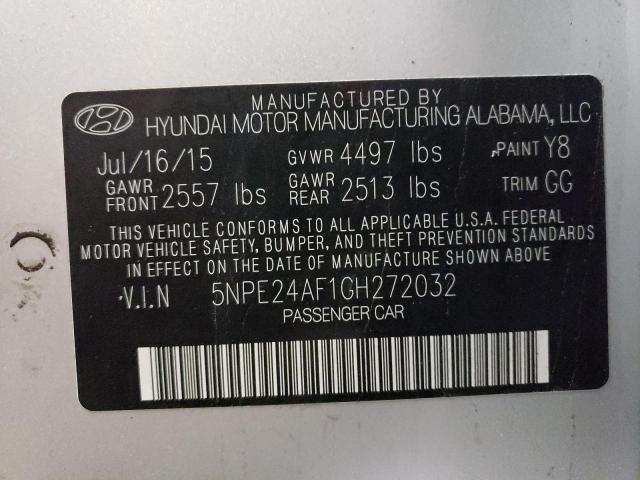 MANUFACTURED BY
HYUNDAI MOTOR MANUFACTURING ALABAMA, LLC
Jul/16/15 GVWR 4497 lbs PAINT Y8
GAWR FRONT 2557 lbs GAWR REAR 2513 lbs TRIM GG
THIS VEHICLE CONFORMS TO ALL APPLICABLE U.S.A. FEDERAL
MOTOR VEHICLE SAFETY, BUMPER, AND THEFT PREVENTION STANDARDS
IN EFFECT ON THE DATE OF MANUFACTURE SHOWN ABOVE.
V.I.N 5NPE24AF1GH272032
PASSENGER CAR